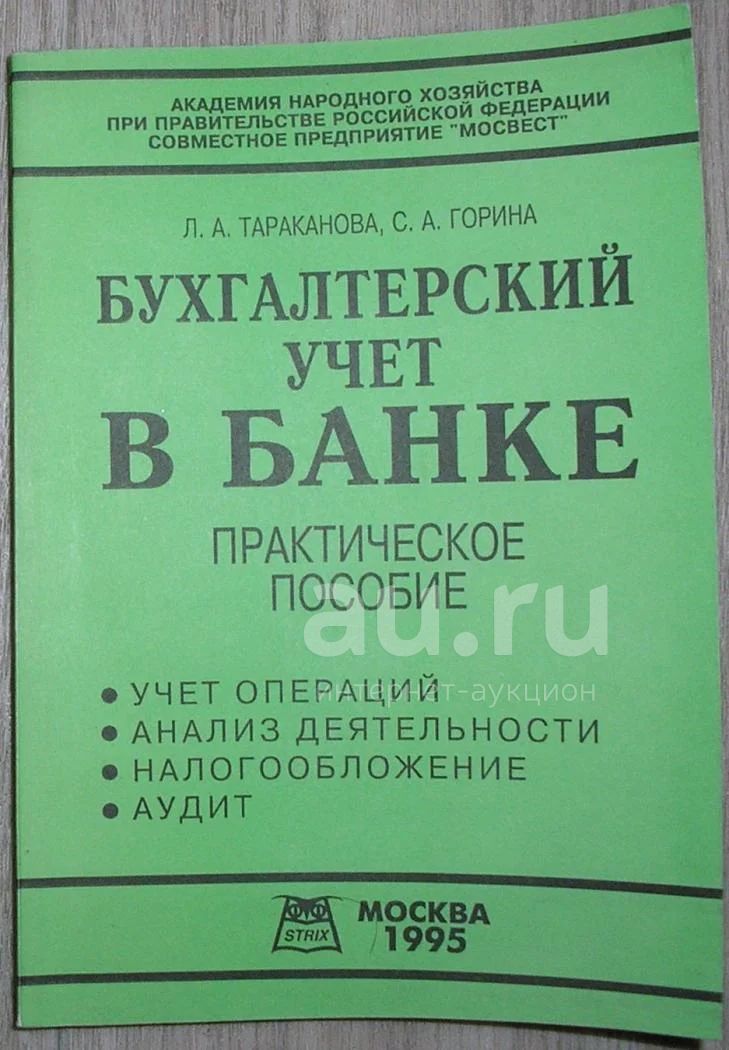 АКАДЕМИЯ НАРОДНОГО ХОЗЯЙСТВА
ПРИ ПРАВИТЕЛЬСТВЕ РОССИЙСКОЙ ФЕДЕРАЦИИ
СОВМЕСТНОЕ ПРЕДПРИЯТИЕ "МОСВЕСТ"
Л. А. ТАРАКАНОВА, С. А. ГОРИНА
БУХГАЛТЕРСКИЙ
УЧЕТ
В БАНКЕ
ПРАКТИЧЕСКОЕ
ПОСОБИЕ
au.ru
интернет-аукцион
• УЧЕТ ОПЕРАЦИЙ
• АНАЛИЗ ДЕЯТЕЛЬНОСТИ
• НАЛОГООБЛОЖЕНИЕ
• АУДИТ
STRIX
МОСКВА
1995